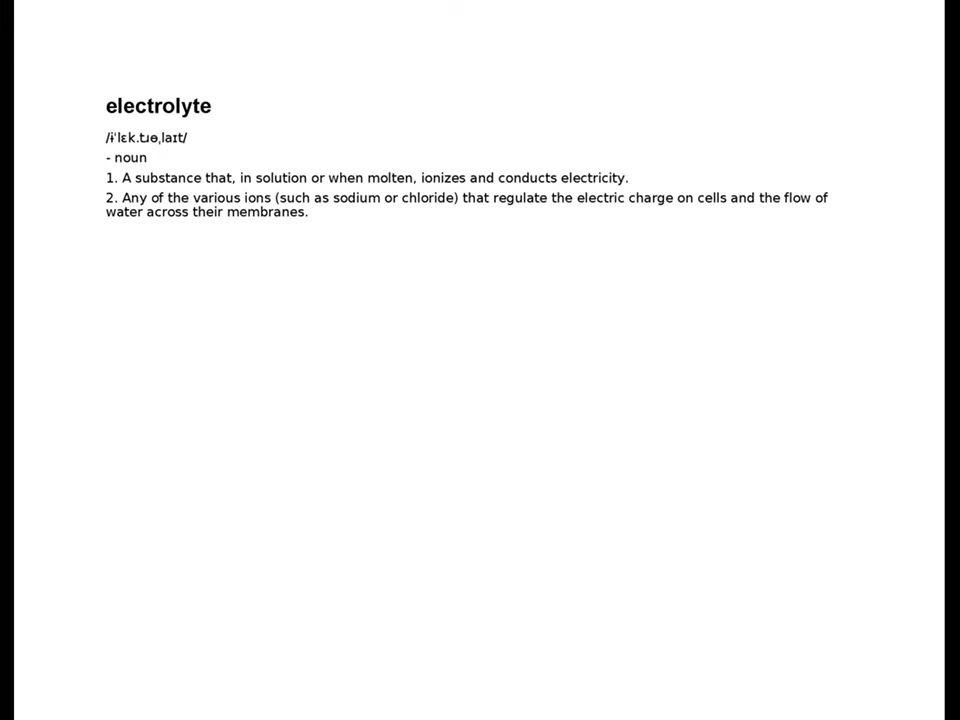 electrolyte
/ɨˈlɛk.tɹɵˌlaɪt/
- noun
1. A substance that, in solution or when molten, ionizes and conducts electricity.
2. Any of the various ions (such as sodium or chloride) that regulate the electric charge on cells and the flow of
water across their membranes.